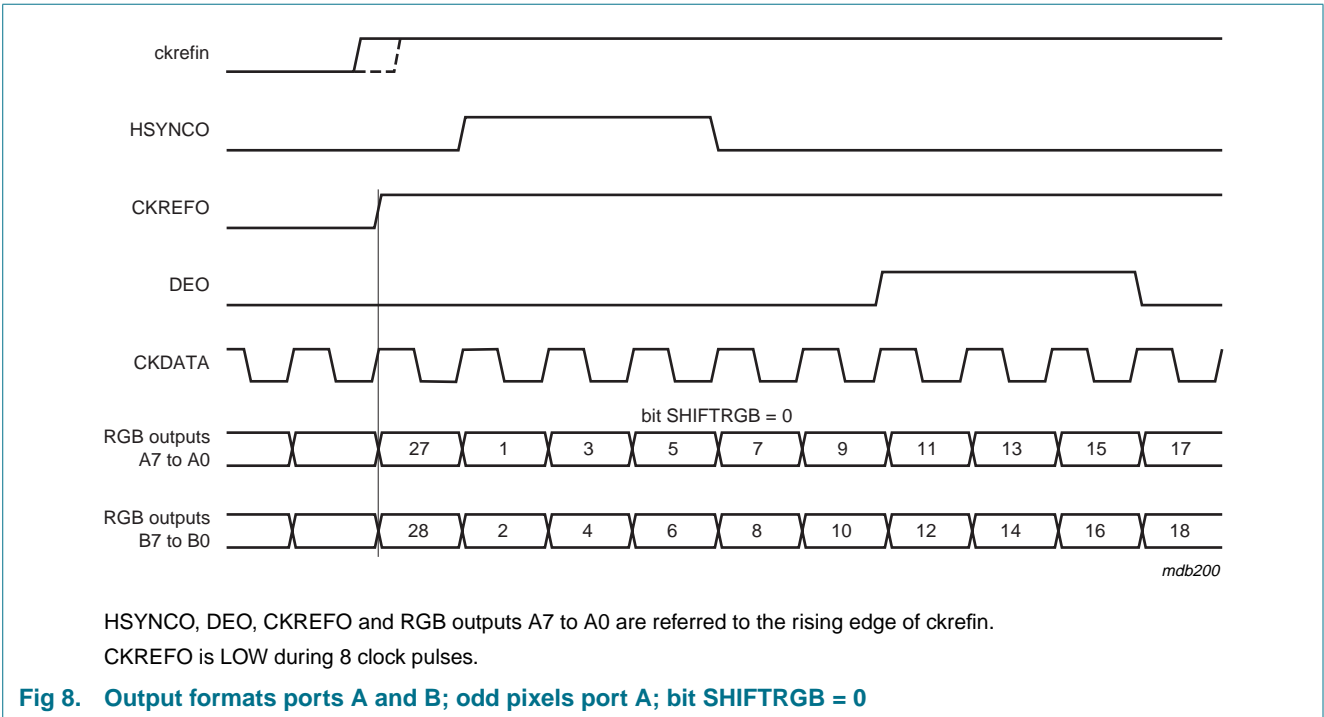 ckrefin
HSYNCO
CKREFO
DEO
CKDATA
bit SHIFTRGB = 0
RGB outputs
A7 to A0
27 1 3 5 7 9 11 13 15 17
RGB outputs
B7 to B0
28 2 4 6 8 10 12 14 16 18
mdb200
HSYNCO, DEO, CKREFO and RGB outputs A7 to A0 are referred to the rising edge of ckrefin.
CKREFO is LOW during 8 clock pulses.
Fig 8. Output formats ports A and B; odd pixels port A; bit SHIFTRGB = 0